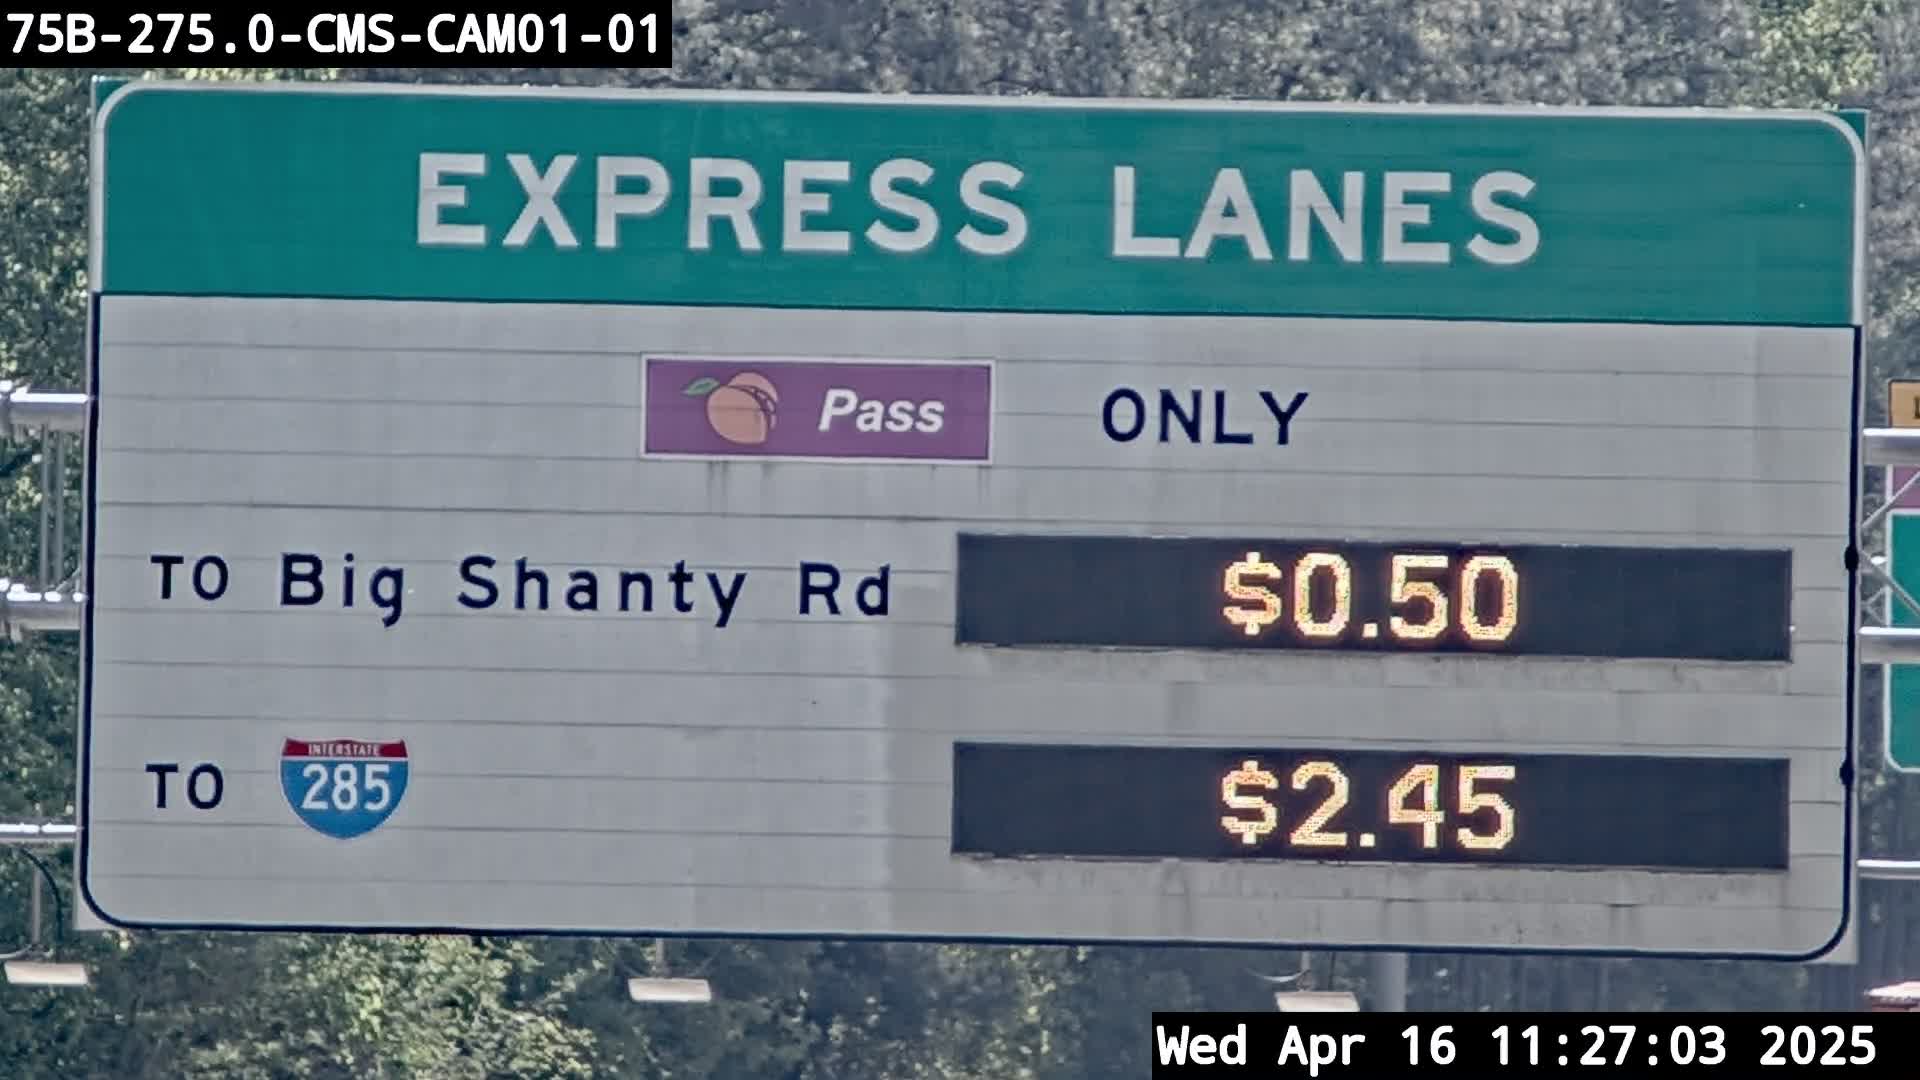 75B-275.0-CMS-CAM01-01
EXPRESS LANES
Pass ONLY
TO Big Shanty Rd $0.50
TO INTERSTATE 285 $2.45
Wed Apr 16 11:27:03 2025